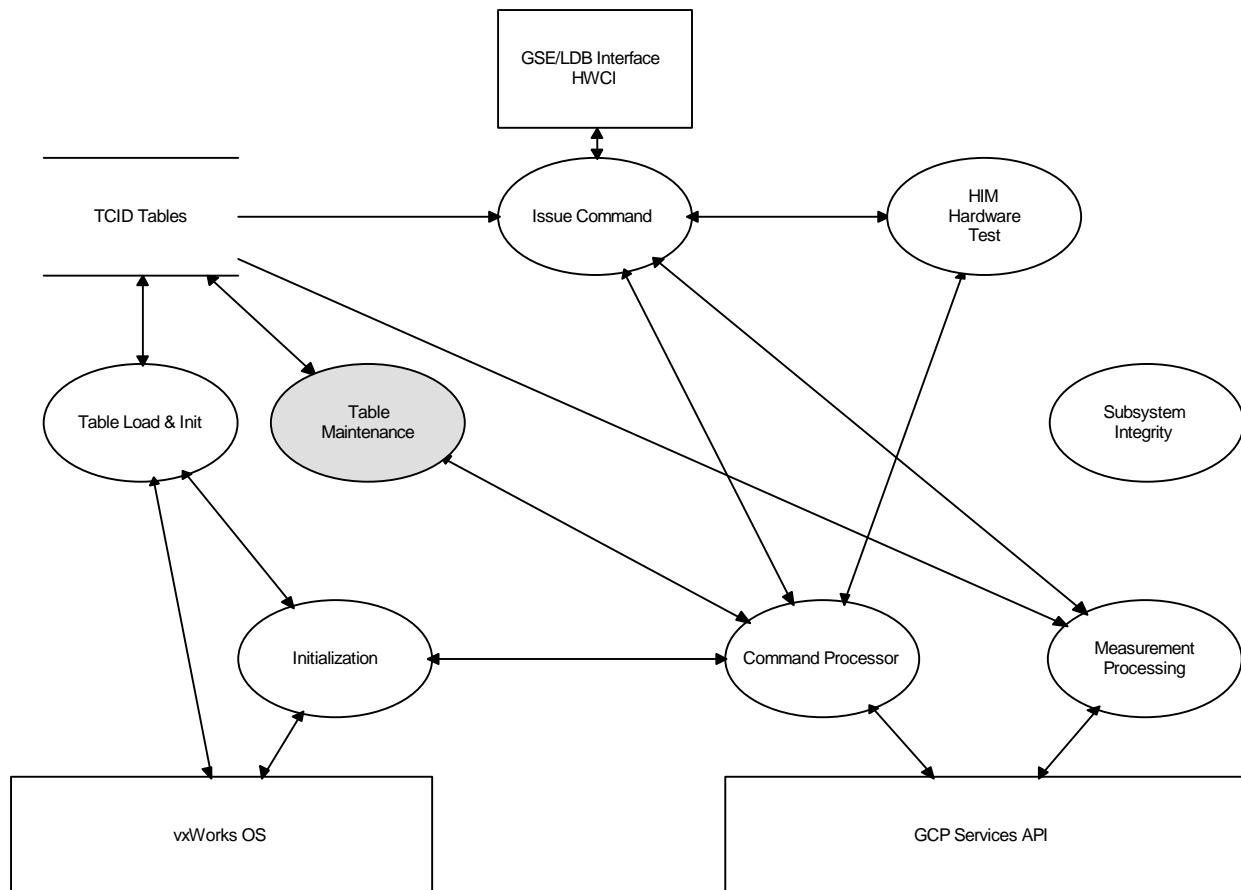 GSE/LDB Interface
HWCI
TCID Tables
Issue Command
HIM
Hardware
Test
Table Load & Init
Table
Maintenance
Subsystem
Integrity
Initialization
Command Processor
Measurement
Processing
vxWorks OS
GCP Services API